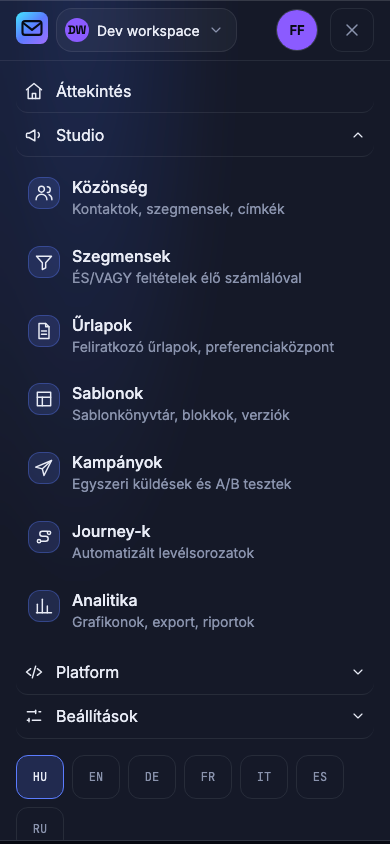 DW Dev workspace FF
Áttekintés
Studio
Közönség
Kontaktok, szegmensek, címkék
Szegmensek
ÉS/VAGY feltételek élő számlálóval
Űrlapok
Feliratkozó űrlapok, preferenciaközpont
Sablonok
Sablonkönyvtár, blokkok, verziók
Kampányok
Egyszeri küldések és A/B tesztek
Journey-k
Automatizált levélsorozatok
Analitika
Grafikonok, export, riportok
Platform
Beállítások
HU EN DE FR IT ES
RU